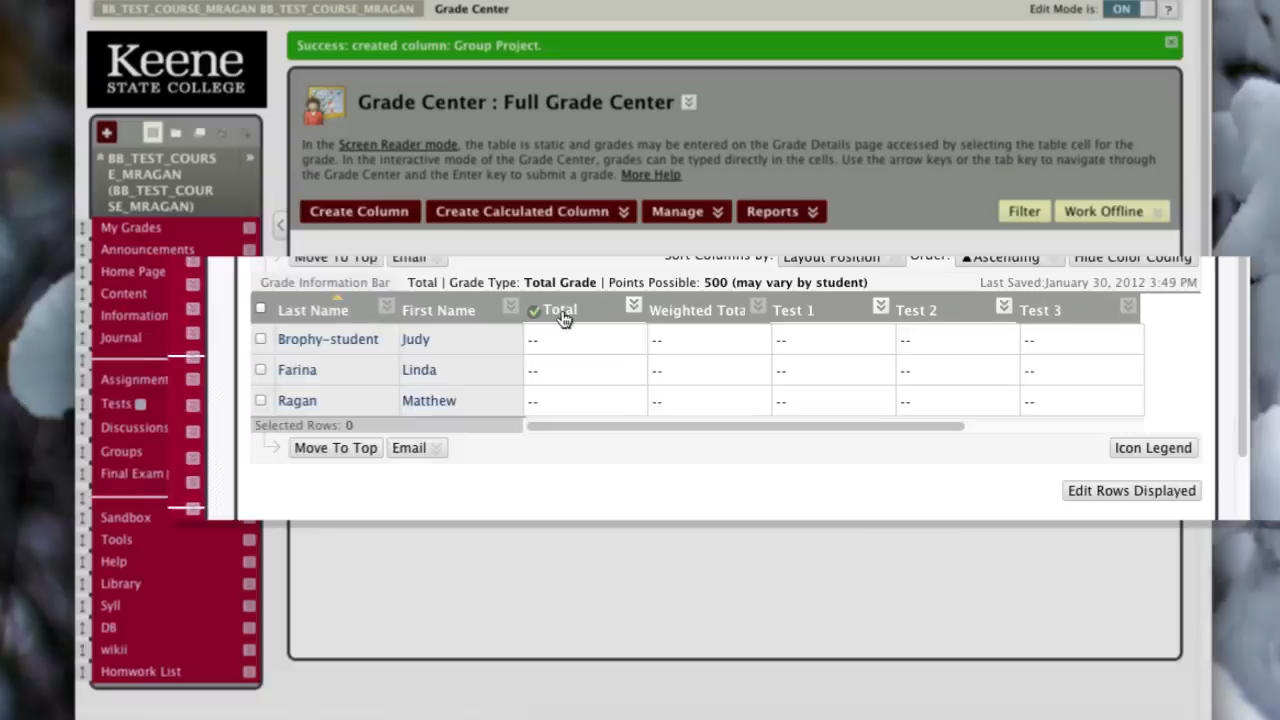 BB_TEST_COURSE_MRAGAN BB_TEST_COURSE_MRAGAN
Grade Center
Edit Mode is: ON ?
Keene
STATE COLLEGE
Success: created column: Group Project.
Grade Center : Full Grade Center
In the Screen Reader mode, the table is static and grades may be entered on the Grade Details page accessed by selecting the table cell for the
grade. In the interactive mode of the Grade Center, grades can be typed directly in the cells. Use the arrow keys or the tab key to navigate through
the Grade Center and the Enter key to submit a grade. More Help
Create Column Create Calculated Column Manage Reports Filter Work Offline
BB_TEST_COURS
E_MRAGAN
(BB_TEST_COUR
SE_MRAGAN)
My Grades
Announcements
Home Page
Content
Information
Journal
Assignment
Tests
Discussions
Groups
Final Exam
Sandbox
Tools
Help
Library
Syll
DB
wikii
Homwork List
Move To Top Email Sort Columns By: Layout Position Order: Ascending Hide Color Coding
Grade Information Bar Total | Grade Type: Total Grade | Points Possible: 500 (may vary by student) Last Saved:January 30, 2012 3:49 PM
Last Name First Name Total Weighted Tota Test 1 Test 2 Test 3
Brophy-student Judy -- -- -- -- --
Farina Linda -- -- -- -- --
Ragan Matthew -- -- -- -- --
Selected Rows: 0
Move To Top Email Icon Legend
Edit Rows Displayed